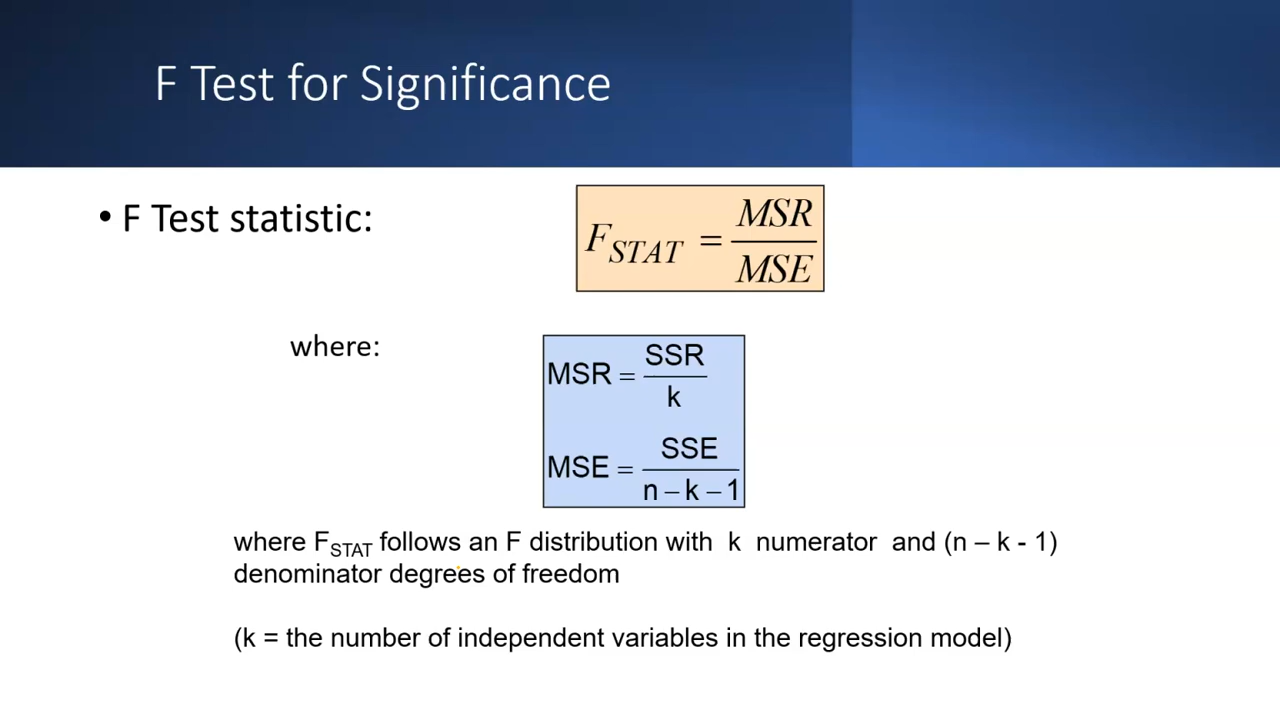 F Test for Significance
• F Test statistic:
F_STAT = MSR / MSE
where:
MSR = SSR / k
MSE = SSE / n – k – 1
where F_STAT follows an F distribution with k numerator and (n – k - 1)
denominator degrees of freedom
(k = the number of independent variables in the regression model)